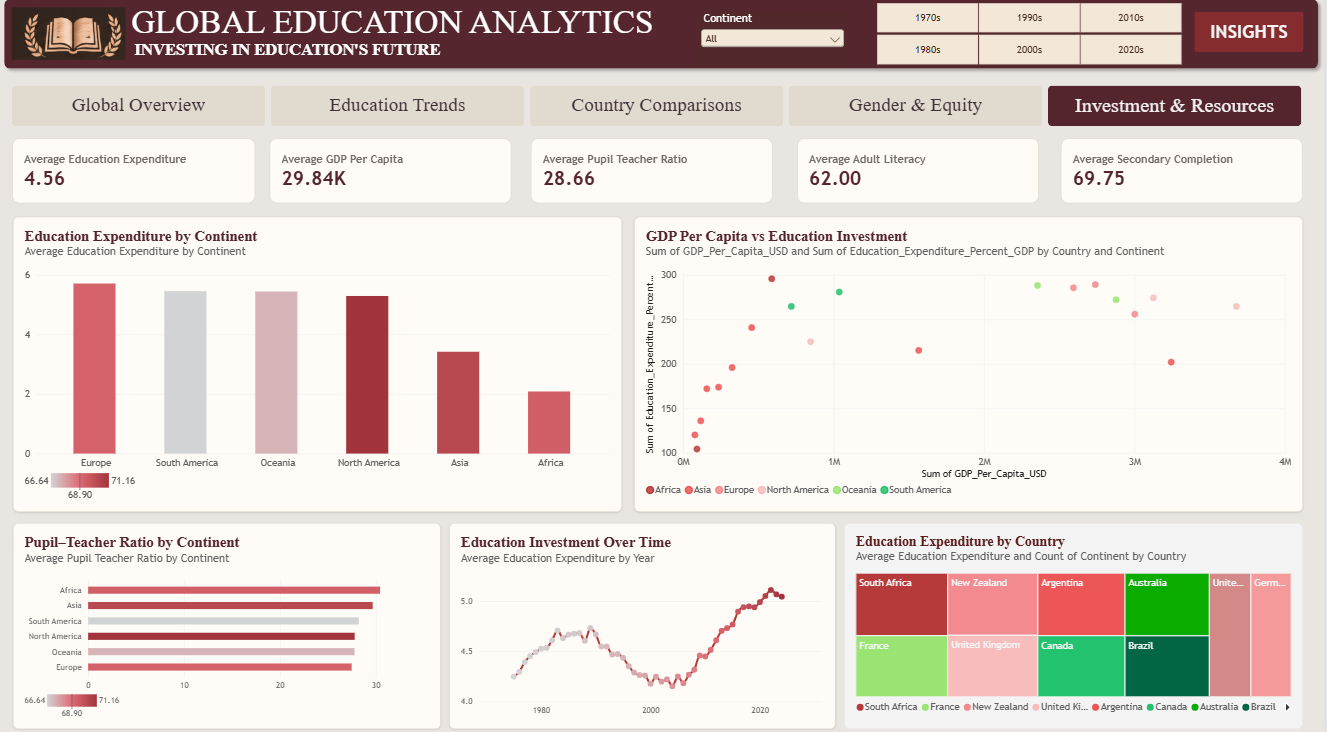 GLOBAL EDUCATION ANALYTICS
INVESTING IN EDUCATION'S FUTURE
Continent
All
1970s 1990s 2010s
1980s 2000s 2020s
INSIGHTS
Global Overview
Education Trends
Country Comparisons
Gender & Equity
Investment & Resources
Average Education Expenditure
4.56
Average GDP Per Capita
29.84K
Average Pupil Teacher Ratio
28.66
Average Adult Literacy
62.00
Average Secondary Completion
69.75
Education Expenditure by Continent
Average Education Expenditure by Continent
6
4
2
0
Europe South America Oceania North America Asia Africa
66.64 71.16
68.90
GDP Per Capita vs Education Investment
Sum of GDP_Per_Capita_USD and Sum of Education_Expenditure_Percent_GDP by Country and Continent
Sum of Education_Expenditure_Percent...
300
250
200
150
100
0M 1M 2M 3M 4M
Sum of GDP_Per_Capita_USD
Africa Asia Europe North America Oceania South America
Pupil–Teacher Ratio by Continent
Average Pupil Teacher Ratio by Continent
Africa
Asia
South America
North America
Oceania
Europe
0 10 20 30
66.64 71.16
68.90
Education Investment Over Time
Average Education Expenditure by Year
5.0
4.5
4.0
1980 2000 2020
Education Expenditure by Country
Average Education Expenditure and Count of Continent by Country
South Africa New Zealand Argentina Australia Unite... Germ...
France United Kingdom Canada Brazil
South Africa France New Zealand United Ki... Argentina Canada Australia Brazil